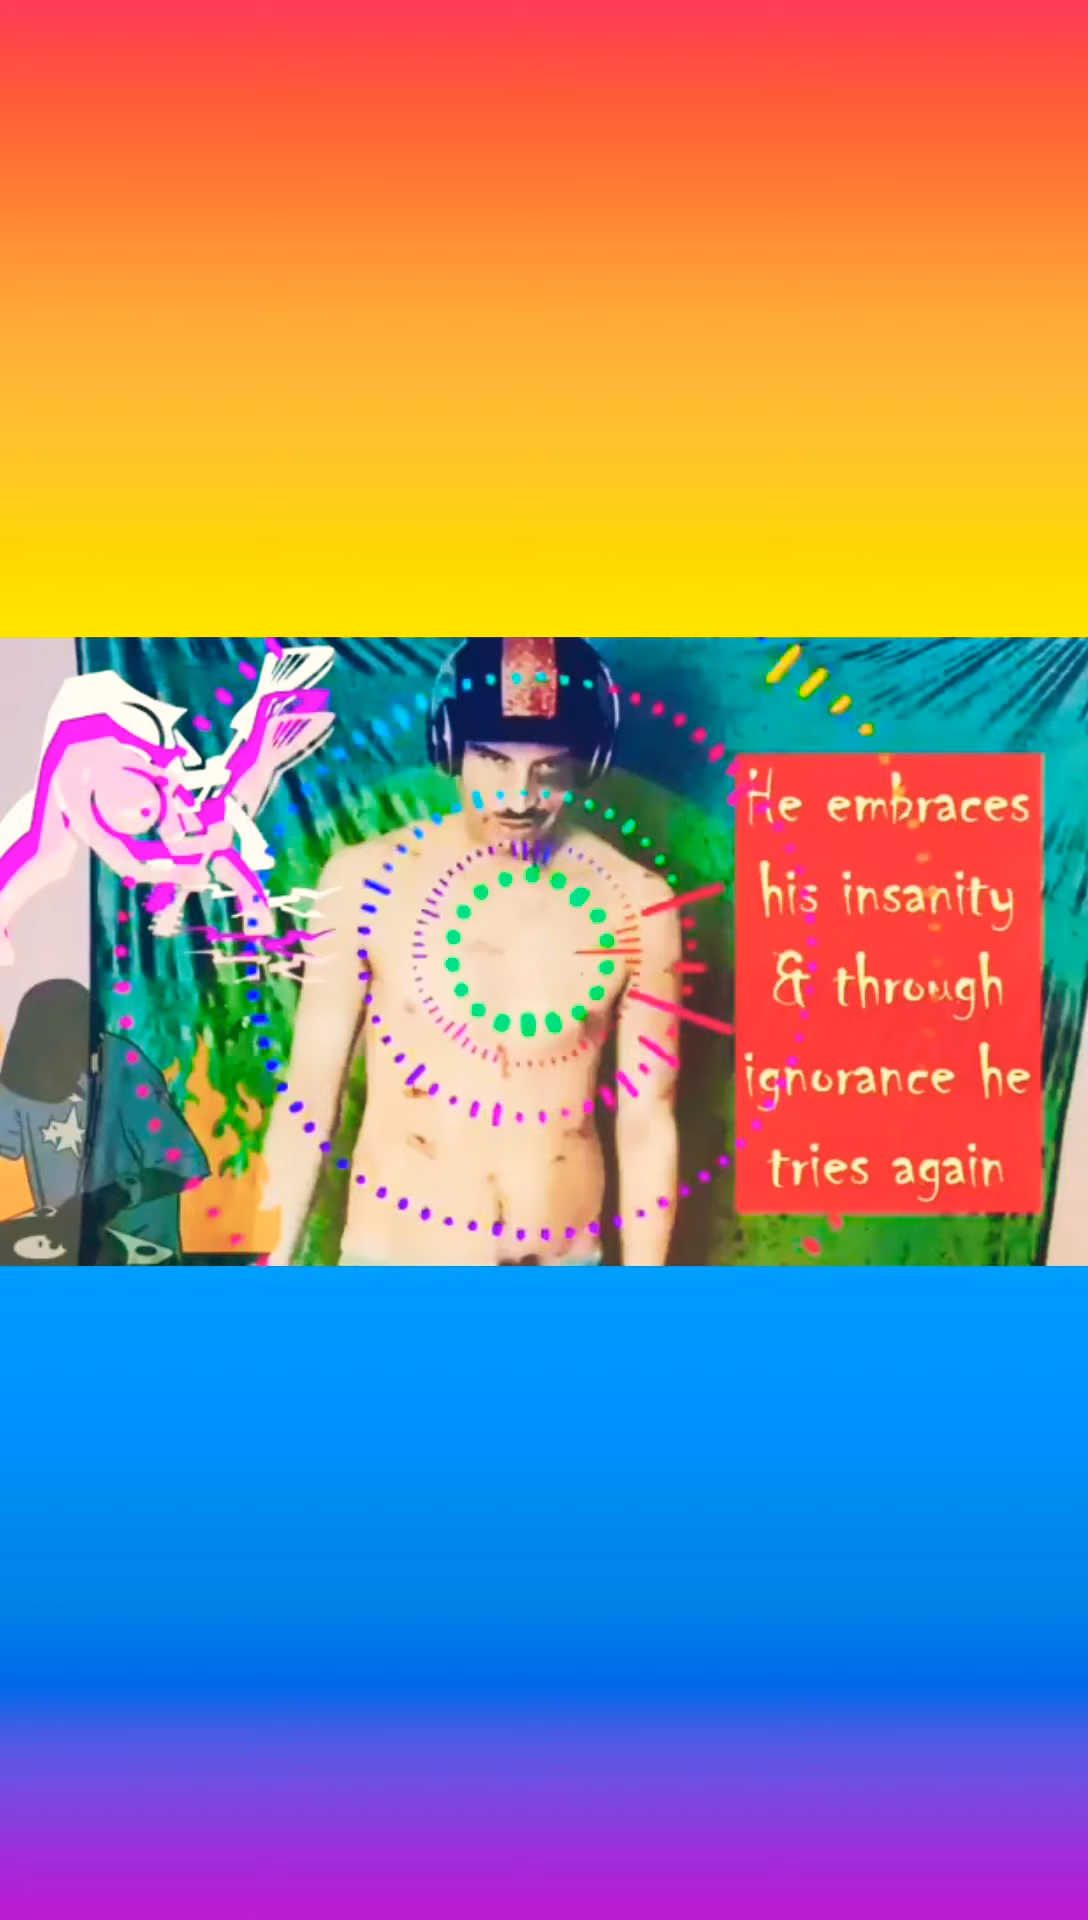 He embraces
his insanity
& through
ignorance he
tries again